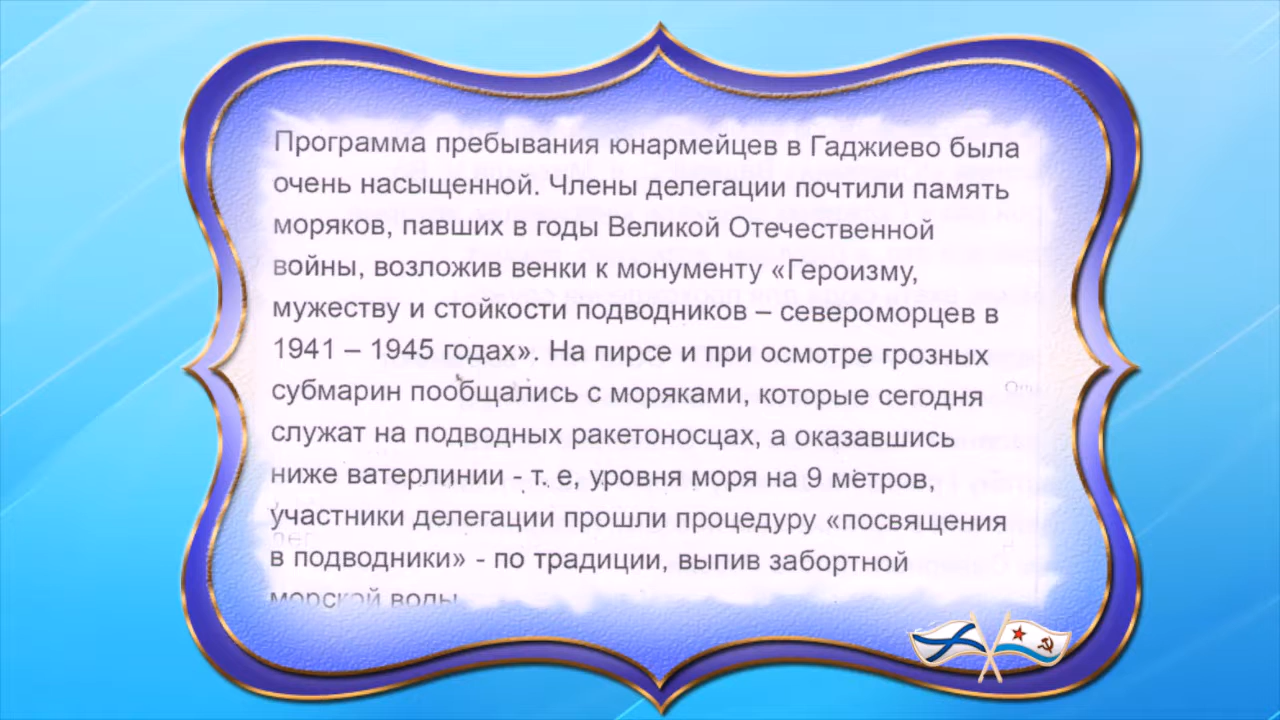 Программа пребывания юнармейцев в Гаджиево была
очень насыщенной. Члены делегации почтили память
моряков, павших в годы Великой Отечественной
войны, возложив венки к монументу «Героизму,
мужеству и стойкости подводников – североморцев в
1941 – 1945 годах». На пирсе и при осмотре грозных
субмарин пообщались с моряками, которые сегодня
служат на подводных ракетоносцах, а оказавшись
ниже ватерлинии - т. е, уровня моря на 9 метров,
участники делегации прошли процедуру «посвящения
в подводники» - по традиции, выпив забортной
морской воды